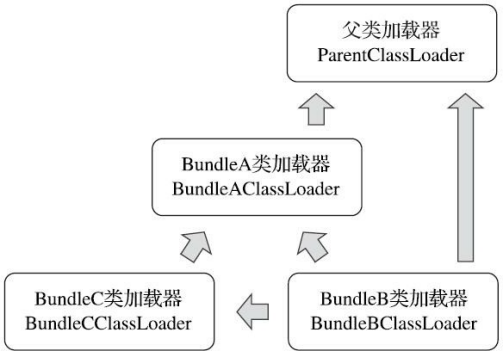 父类加载器
ParentClassLoader
BundleA类加载器
BundleAClassLoader
BundleC类加载器
BundleCClassLoader
BundleB类加载器
BundleBClassLoader